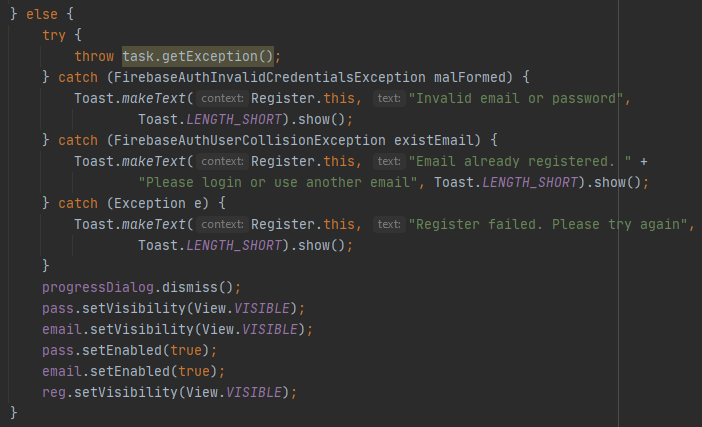 } else {
try {
throw task.getException();
} catch (FirebaseAuthInvalidCredentialsException malFormed) {
Toast.makeText( context: Register.this, text: "Invalid email or password",
Toast.LENGTH_SHORT).show();
} catch (FirebaseAuthUserCollisionException existEmail) {
Toast.makeText( context: Register.this, text: "Email already registered. " +
"Please login or use another email", Toast.LENGTH_SHORT).show();
} catch (Exception e) {
Toast.makeText( context: Register.this, text: "Register failed. Please try again",
Toast.LENGTH_SHORT).show();
}
progressDialog.dismiss();
pass.setVisibility(View.VISIBLE);
email.setVisibility(View.VISIBLE);
pass.setEnabled(true);
email.setEnabled(true);
reg.setVisibility(View.VISIBLE);
}